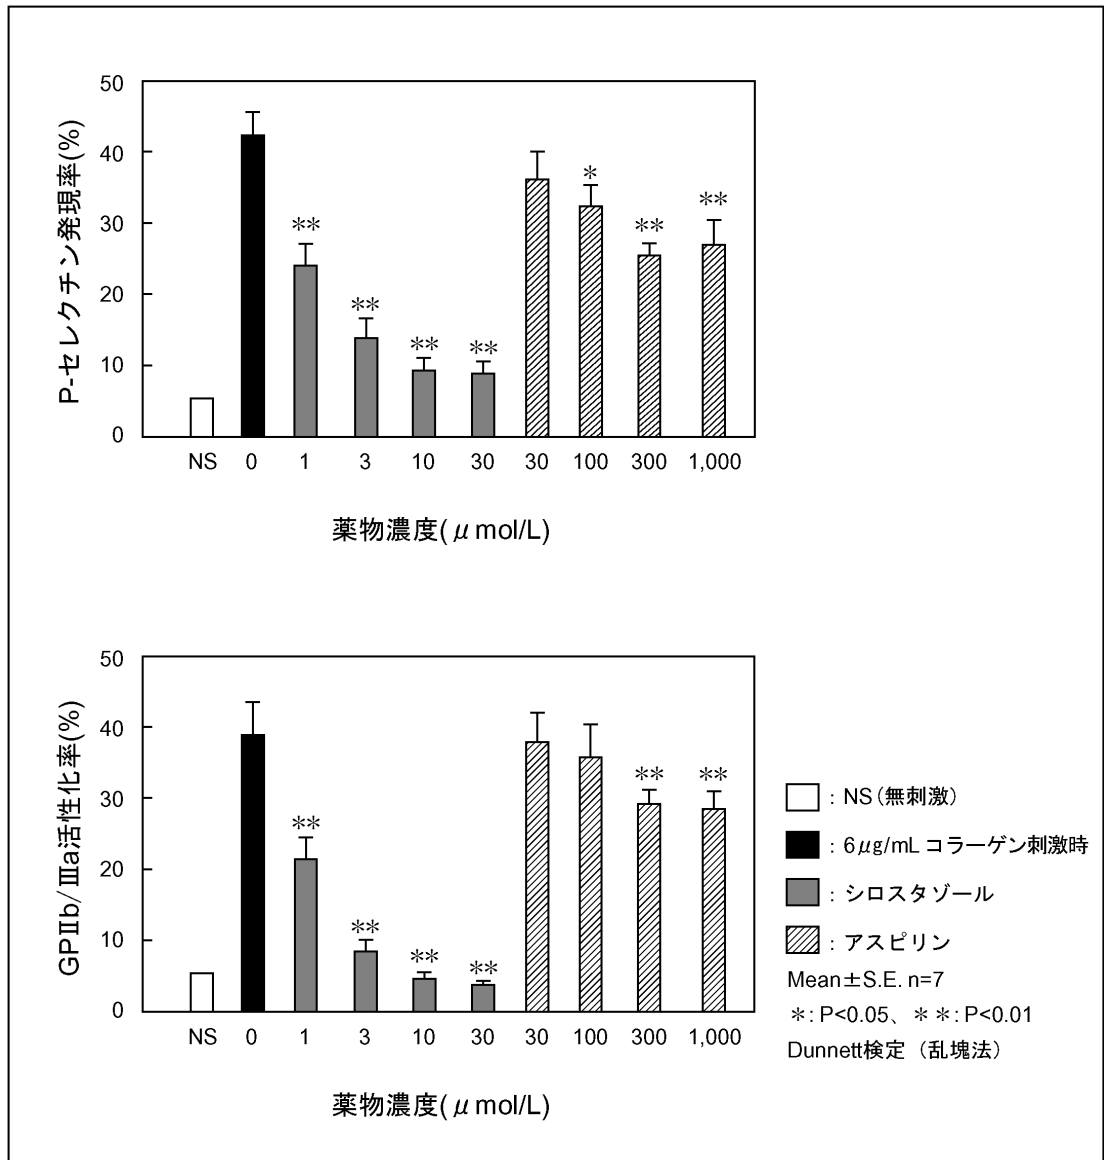 P-セレクチン発現率(%)
50
40
30
20
10
0
**
**
**
**
*
**
**
NS 0 1 3 10 30 30 100 300 1,000
薬物濃度(μmol/L)
GPⅡb/Ⅲa活性化率(%)
50
40
30
20
10
0
**
**
**
**
**
**
NS 0 1 3 10 30 30 100 300 1,000
薬物濃度(μmol/L)
：NS(無刺激)
：6μg/mL コラーゲン刺激時
：シロスタゾール
：アスピリン
Mean±S.E. n=7
＊: P<0.05、＊＊: P<0.01
Dunnett検定（乱塊法）